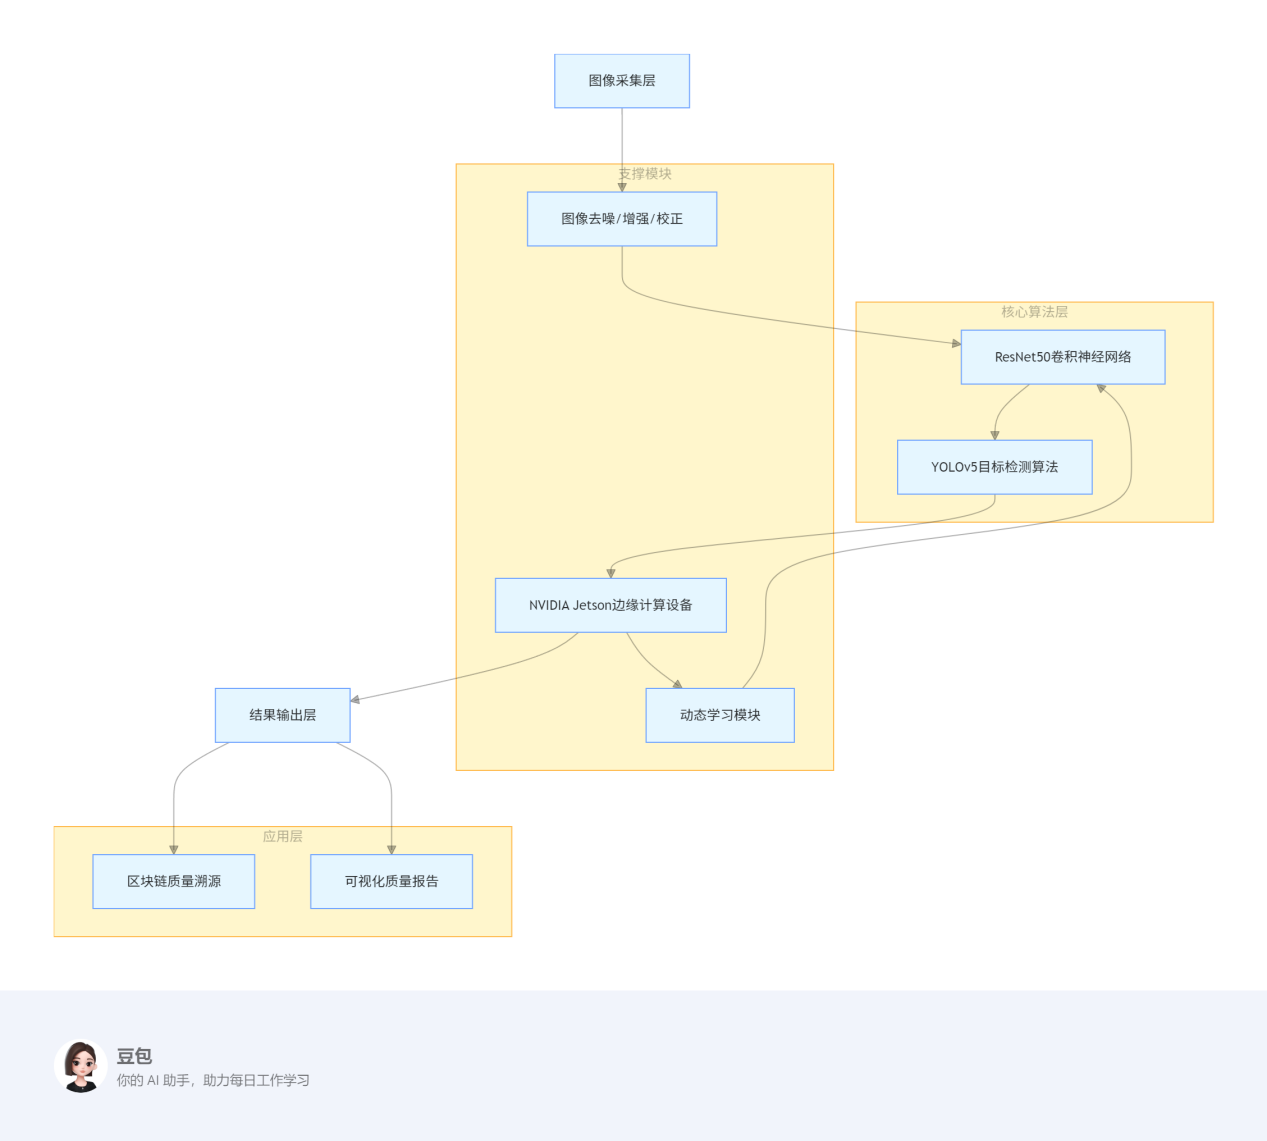 图像采集层
支撑模块
图像去噪/增强/校正
核心算法层
ResNet50卷积神经网络
YOLOv5目标检测算法
NVIDIA Jetson边缘计算设备
结果输出层
动态学习模块
应用层
区块链质量溯源
可视化质量报告
豆包
你的 AI 助手，助力每日工作学习